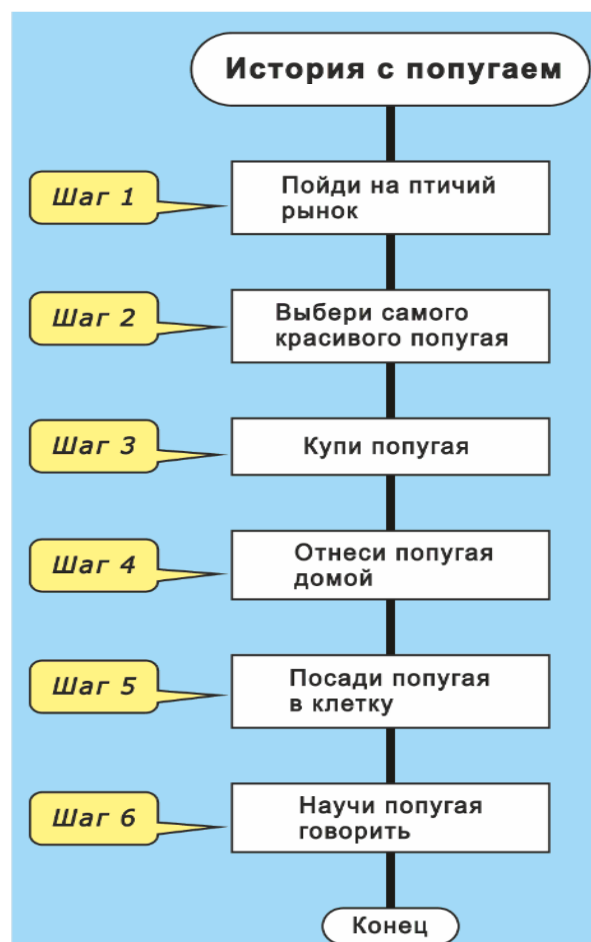 История с попугаем
Шаг 1
Пойди на птичий
рынок
Шаг 2
Выбери самого
красивого попугая
Шаг 3
Купи попугая
Шаг 4
Отнеси попугая
домой
Шаг 5
Посади попугая
в клетку
Шаг 6
Научи попугая
говорить
Конец